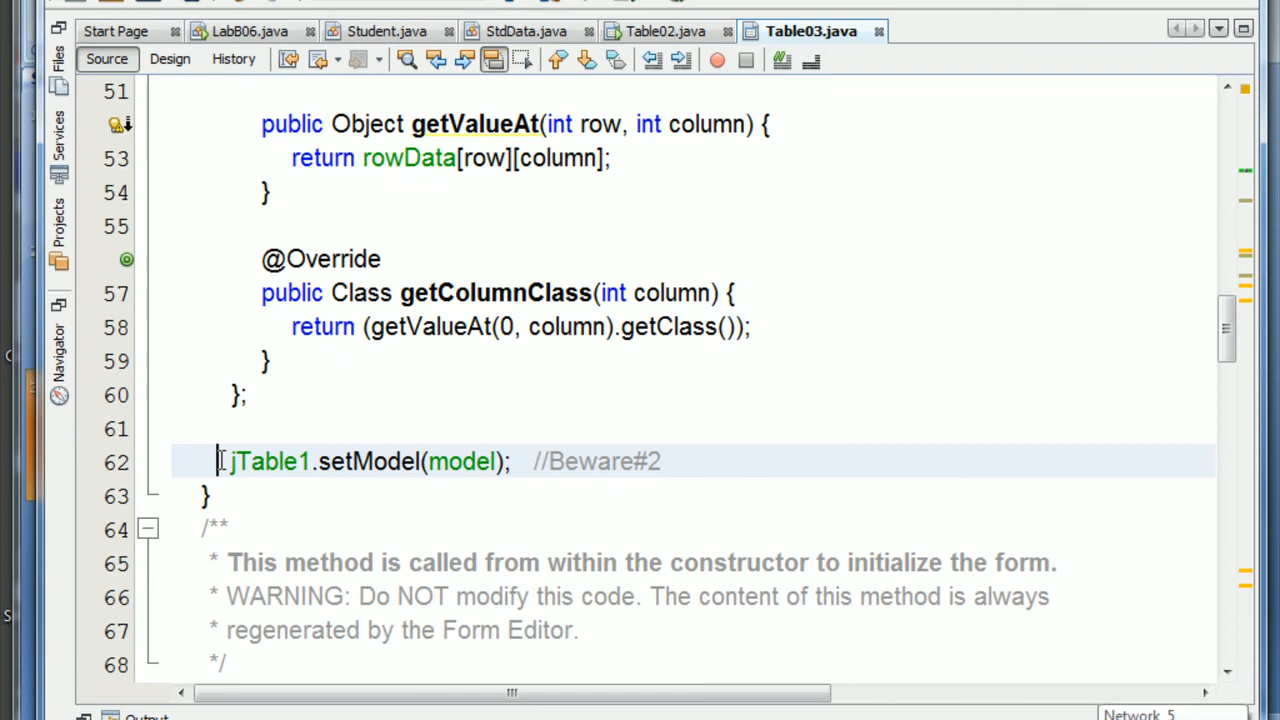 Start Page LabB06.java Student.java StdData.java Table02.java Table03.java
Source Design History
Files
Services
Projects
Navigator
51
public Object getValueAt(int row, int column) {
53 return rowData[row][column];
54 }
55
@Override
57 public Class getColumnClass(int column) {
58 return (getValueAt(0, column).getClass());
59 }
60 };
61
62 jTable1.setModel(model); //Beware#2
63 }
64 /**
65 * This method is called from within the constructor to initialize the form.
66 * WARNING: Do NOT modify this code. The content of this method is always
67 * regenerated by the Form Editor.
68 */
Output
Network 5